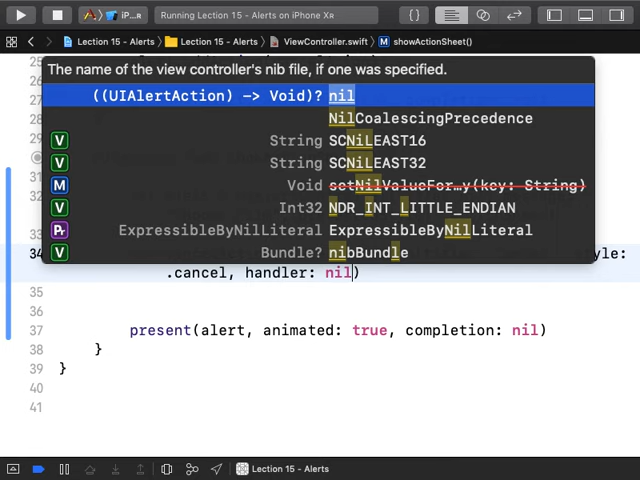 iP...ʀ
Running Lection 15 - Alerts on iPhone Xʀ
{ }
Lection 15 - Alerts
Lection 15 - Alerts
ViewController.swift
M showActionSheet()
25
The name of the view controller's nib file, if one was specified.
((UIAlertAction) -> Void)? nil
NilCoalescingPrecedence
V String SCNiLEAST16
V String SCNiLEAST32
M Void setNilValueFor…y(key: String)
V Int32 NDR_INT_LITTLE_ENDIAN
Pr ExpressibleByNilLiteral ExpressibleByNilLiteral
V Bundle? nibBundle
34 style:
.cancel, handler: nil)
35
36
37 present(alert, animated: true, completion: nil)
38 }
39 }
40
41
Lection 15 - Alerts